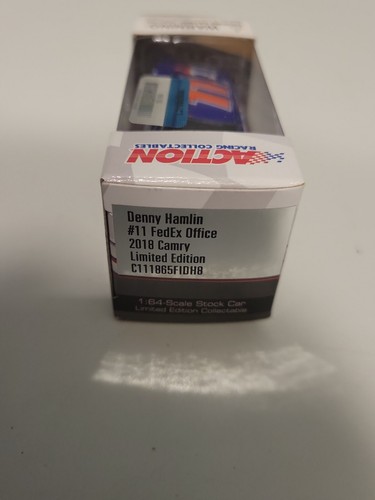 ACTION
RACING COLLECTABLES
Denny Hamlin
#11 FedEx Office
2018 Camry
Limited Edition
C111865FIDH8
1:64-Scale Stock Car
Limited Edition Collectable